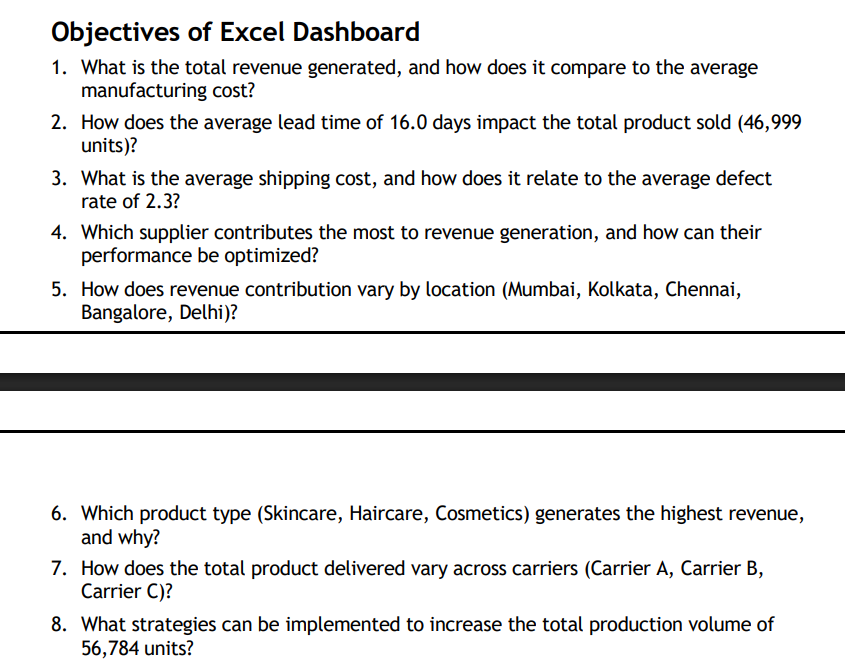 Objectives of Excel Dashboard
1. What is the total revenue generated, and how does it compare to the average
manufacturing cost?
2. How does the average lead time of 16.0 days impact the total product sold (46,999
units)?
3. What is the average shipping cost, and how does it relate to the average defect
rate of 2.3?
4. Which supplier contributes the most to revenue generation, and how can their
performance be optimized?
5. How does revenue contribution vary by location (Mumbai, Kolkata, Chennai,
Bangalore, Delhi)?
6. Which product type (Skincare, Haircare, Cosmetics) generates the highest revenue,
and why?
7. How does the total product delivered vary across carriers (Carrier A, Carrier B,
Carrier C)?
8. What strategies can be implemented to increase the total production volume of
56,784 units?